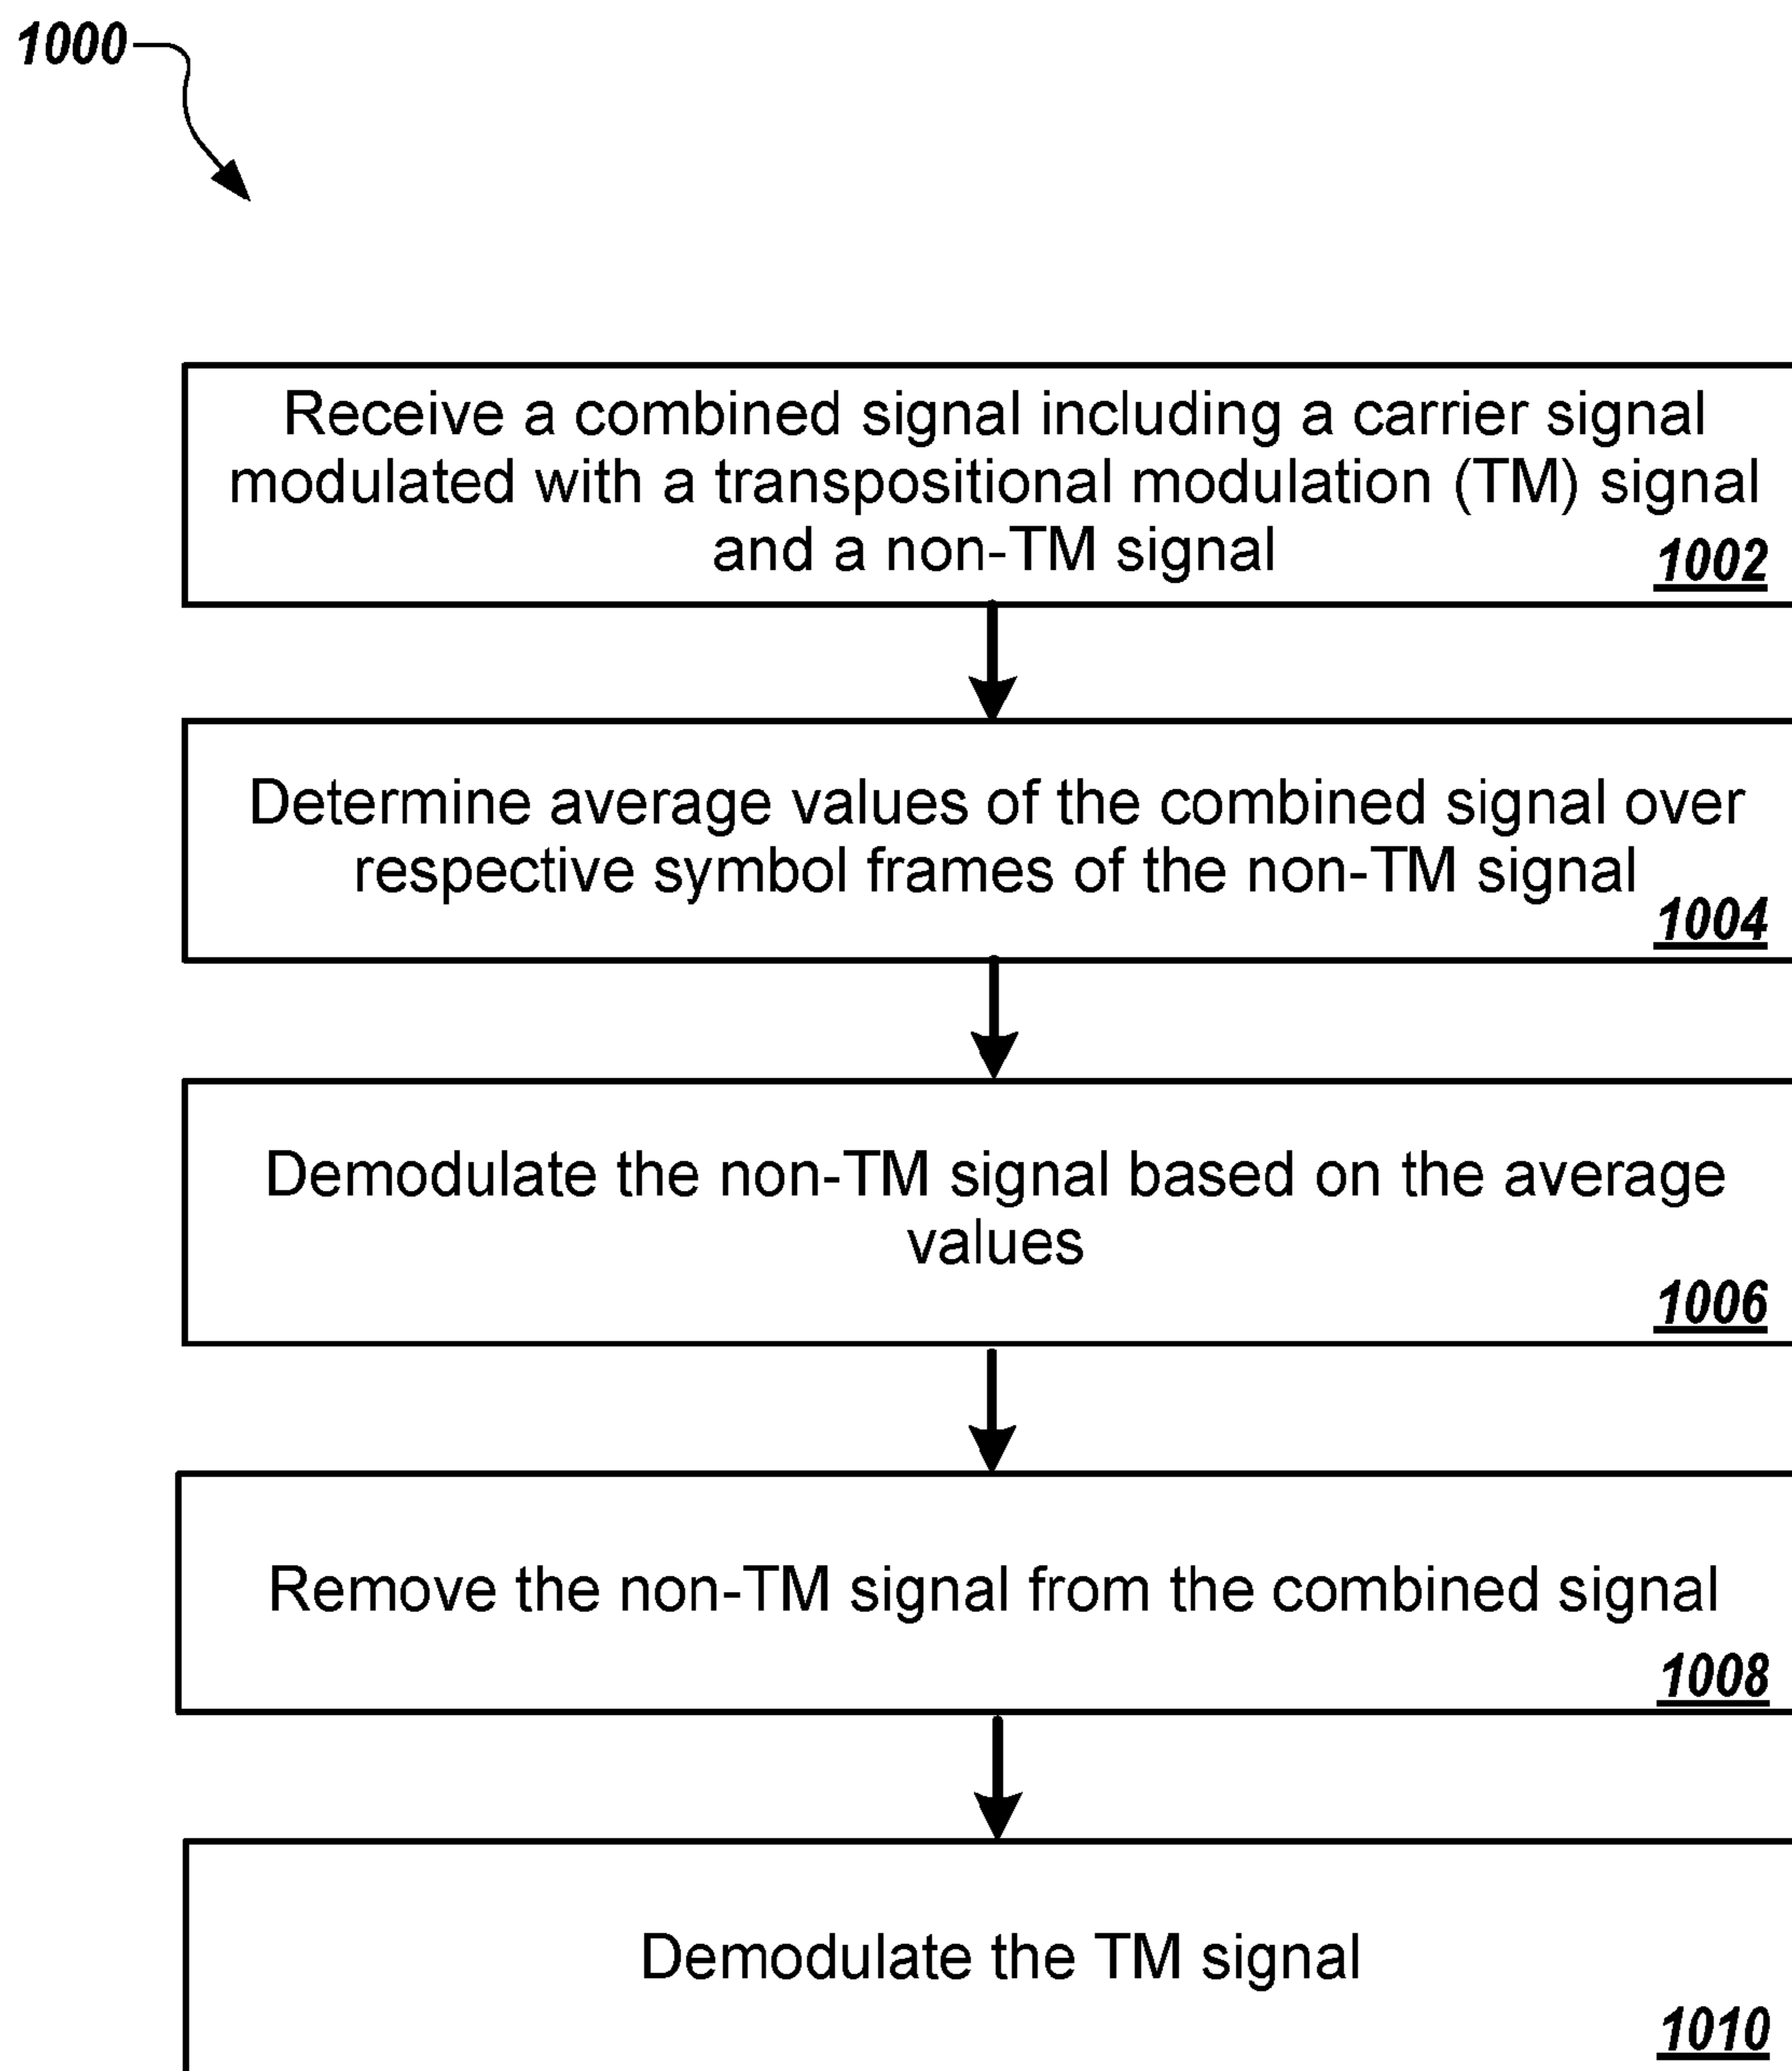 1000
Receive a combined signal including a carrier signal
modulated with a transpositional modulation (TM) signal
and a non-TM signal
1002
Determine average values of the combined signal over
respective symbol frames of the non-TM signal
1004
Demodulate the non-TM signal based on the average
values
1006
Remove the non-TM signal from the combined signal
1008
Demodulate the TM signal
1010